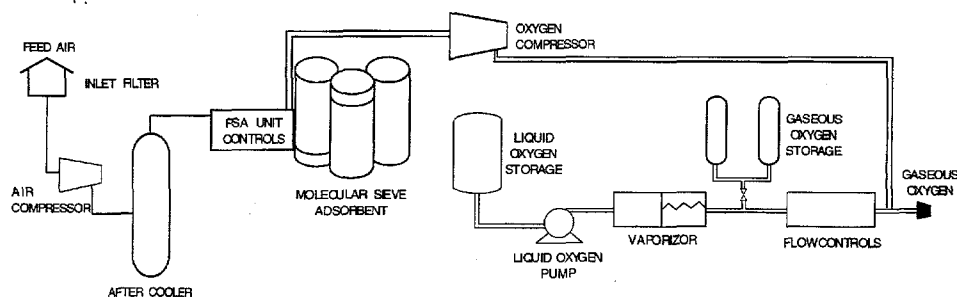 FEED AIR
INLET FILTER
AIR
COMPRESSOR
AFTER COOLER
PSA UNIT
CONTROLS
MOLECULAR SIEVE
ADSORBENT
OXYGEN
COMPRESSOR
LIQUID
OXYGEN
STORAGE
LIQUID OXYGEN
PUMP
VAPORIZOR
GASEOUS
OXYGEN
STORAGE
FLOWCONTROLS
GASEOUS
OXYGEN